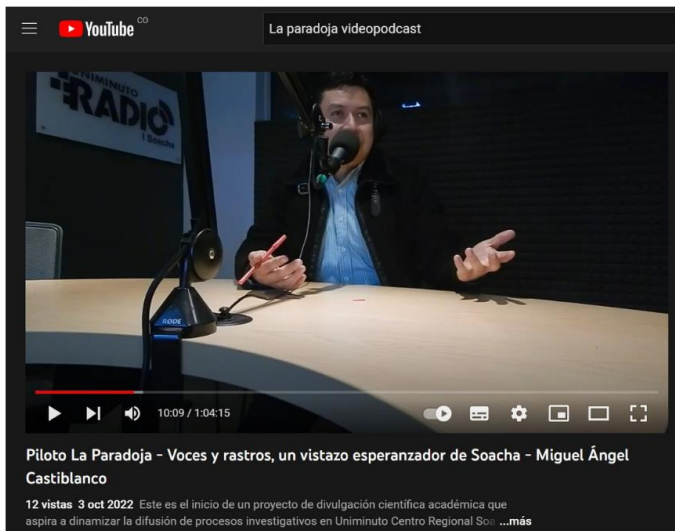 YouTube CO
La paradoja videopodcast
UNIMINUTO
RADIO
| Soacha
RØDE
10:09 / 1:04:15
Piloto La Paradoja - Voces y rastros, un vistazo esperanzador de Soacha - Miguel Ángel
Castiblanco
12 vistas 3 oct 2022 Este es el inicio de un proyecto de divulgación científica académica que
aspira a dinamizar la difusión de procesos investigativos en Uniminuto Centro Regional Soa ...más